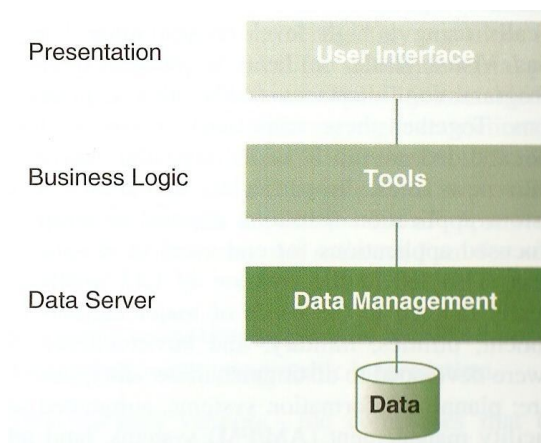 Presentation
User Interface
Business Logic
Tools
Data Server
Data Management
Data